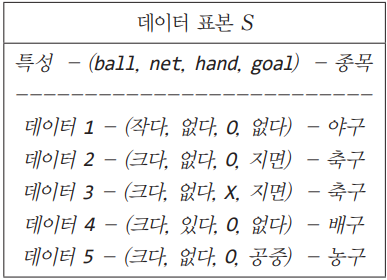 데이터 표본 S
특성 - (ball, net, hand, goal) - 종목
데이터 1 - (작다, 없다, O, 없다) - 야구
데이터 2 - (크다, 없다, O, 지면) - 축구
데이터 3 - (크다, 없다, X, 지면) - 축구
데이터 4 - (크다, 있다, O, 없다) - 배구
데이터 5 - (크다, 없다, O, 공중) - 농구